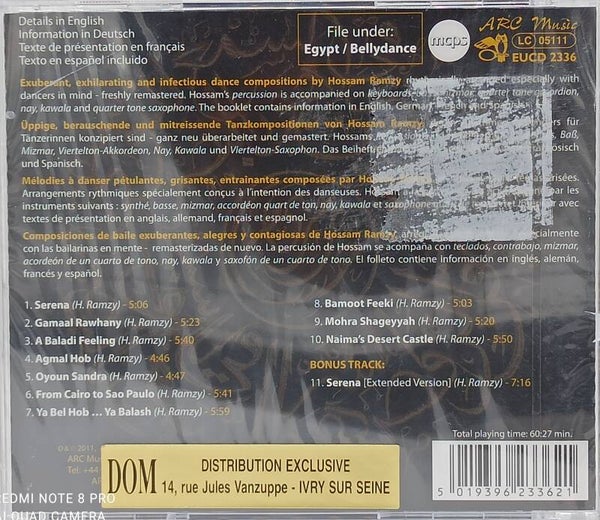 Details in English
Information in Deutsch
Texte de présentation en français
Texto en español incluido
File under:
Egypt / Bellydance
mcps
ARC Music
LC 05111
EUCD 2336
Exuberant, exhilarating and infectious dance compositions by Hossam Ramzy especially with
dancers in mind - freshly remastered. Hossam's percussion is accompanied on keyboards,
nay, kawala and quarter tone saxophone. The booklet contains information in English, German,
Üppige, berauschende und mitreissende Tanzkompositionen von Hossam Ramzy, für
Tänzerinnen konzipiert sind - ganz neu überarbeitet und gemastert. Hossams Baß,
Mizmar, Viertelton-Akkordeon, Nay, Kawala und Viertelton-Saxophon. Das Beiheft
und Spanisch.
Mélodies à danser pétulantes, grisantes, entrainantes composées par
Arrangements rythmiques spécialement conçus à l'intention des danseuses. Hossam par les
instruments suivants : synthé, basse, mizmar, accordéon quart de ton, nay, kawala et saxophone avec
textes de présentation en anglais, allemand, français et espagnol.
Composiciones de baile exuberantes, alegres y contagiosas de Hossam Ramzy,
con las bailarinas en mente - remasterizadas de nuevo. La percusión de Hossam se acompaña con teclados, contrabajo, mizmar,
acordeón de un cuarto de tono, nay, kawala y saxofón de un cuarto de tono. El folleto contiene información en inglés, alemán,
francés y español.
1. Serena (H. Ramzy) - 5:06
2. Gamaal Rawhany (H. Ramzy) - 5:23
3. A Baladi Feeling (H. Ramzy) - 5:40
4. Agmal Hob (H. Ramzy) - 4:46
5. Oyoun Sandra (H. Ramzy) - 4:47
6. From Cairo to Sao Paulo (H. Ramzy) - 5:41
7. Ya Bel Hob ... Ya Balash (H. Ramzy) - 5:59
8. Bamoot Feeki (H. Ramzy) - 5:03
9. Mohra Shageyyah (H. Ramzy) - 5:20
10. Naima's Desert Castle (H. Ramzy) - 5:50
BONUS TRACK:
11. Serena [Extended Version] (H. Ramzy) - 7:16
Total playing time: 60:27 min.
℗ & © 2011,
ARC
Tel: +44
DOM
DISTRIBUTION EXCLUSIVE
14, rue Jules Vanzuppe - IVRY SUR SEINE
5 019396 233621
REDMI NOTE 8 PRO
AI QUAD CAMERA